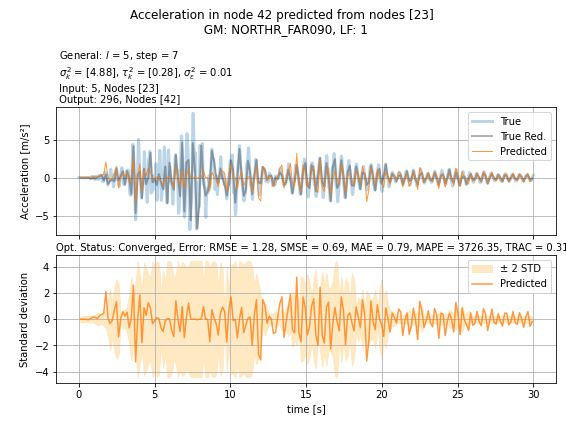 Acceleration in node 42 predicted from nodes [23]
GM: NORTHR_FAR090, LF: 1
General: l = 5, step = 7
σ²ₖ = [4.88], τ²ₖ = [0.28], σ²ε = 0.01
Input: 5, Nodes [23]
Output: 296, Nodes [42]
Acceleration [m/s²]
5
0
−5
True
True Red.
Predicted
Opt. Status: Converged, Error: RMSE = 1.28, SMSE = 0.69, MAE = 0.79, MAPE = 3726.35, TRAC = 0.31
Standard deviation
4
2
0
−2
−4
± 2 STD
Predicted
0 5 10 15 20 25 30
time [s]